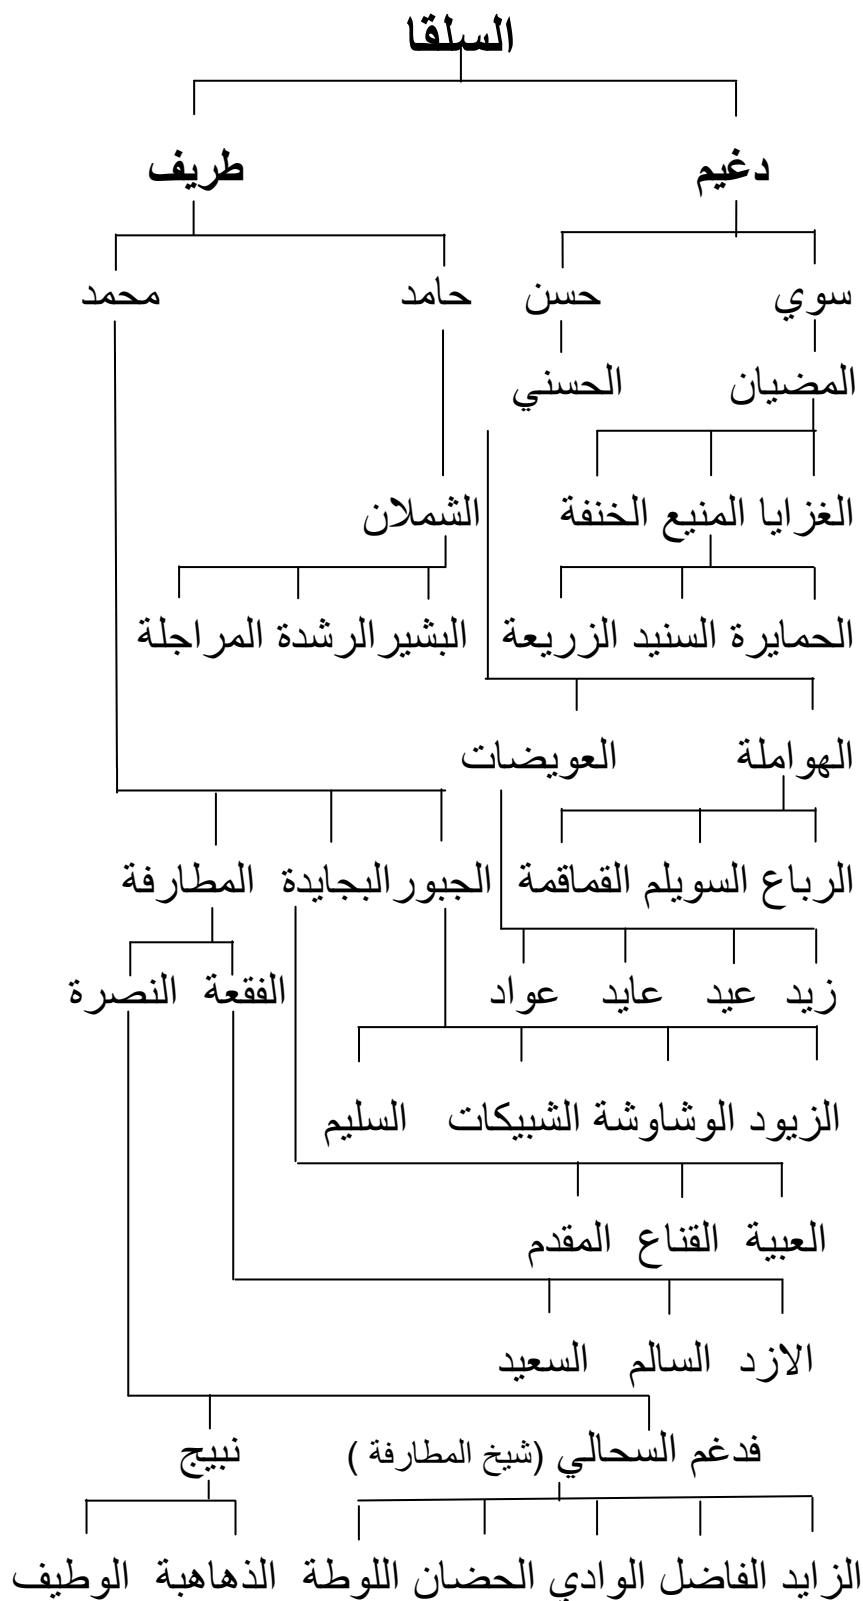 السلقا
دغيم طريف
سوي حسن حامد محمد
المضيان الحسني
الغزايا المنيع الخنفة الشملان
الحمايرة السنيد الزريعة البشير الرشدة المراجلة
الهواملة العويضات
الرباع السويلم القماقمة الجبور البجايدة المطارفة
زيد عيد عايد عواد الفقعة النصرة
الزيود الوشاوشة الشبيكات السليم
العبية القناع المقدم
الازد السالم السعيد
فدغم السحالي (شيخ المطارفة ) نبيج
الزايد الفاضل الوادي الحضان اللوطة الذهاهبة الوطيف